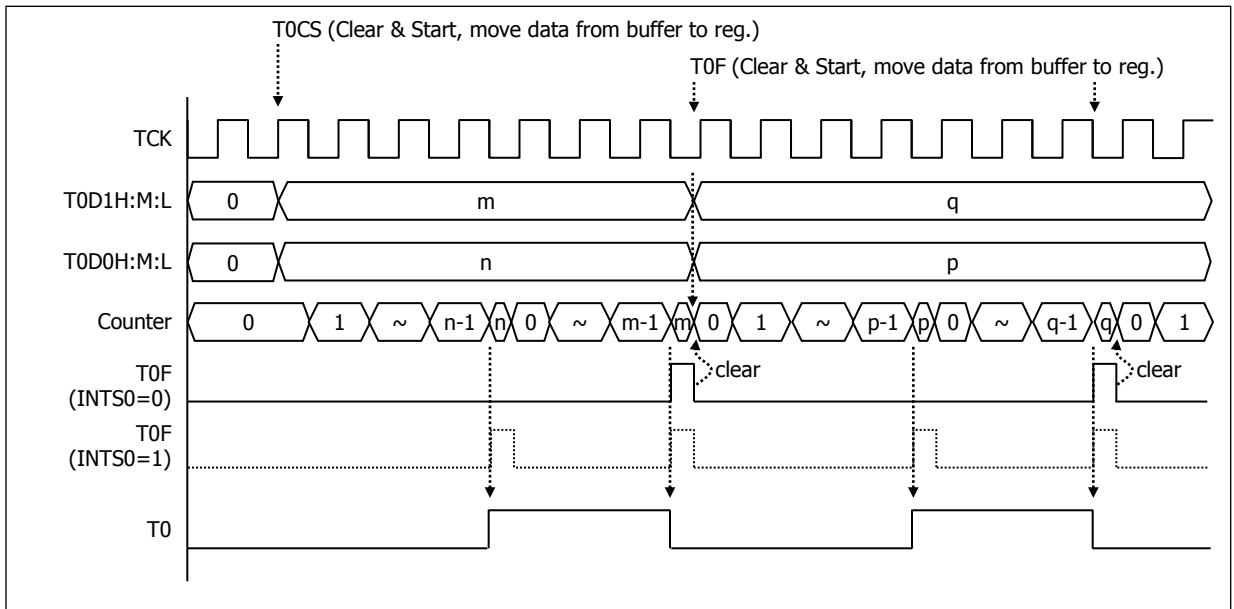 T0CS (Clear & Start, move data from buffer to reg.)
T0F (Clear & Start, move data from buffer to reg.)
TCK
T0D1H:M:L 0 m q
T0D0H:M:L 0 n p
Counter 0 1 ~ n-1 n 0 ~ m-1 m 0 1 ~ p-1 p 0 ~ q-1 q 0 1
T0F
(INTS0=0)
clear clear
T0F
(INTS0=1)
T0